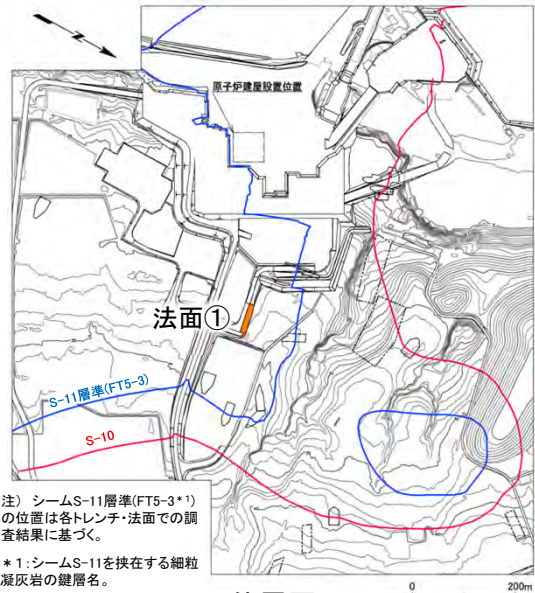 N
原子炉建屋設置位置
法面①
S-11層準(FT5-3)
S-10
注） シームS-11層準(FT5-3*1)
の位置は各トレンチ・法面での調
査結果に基づく。
*1:シームS-11を挟在する細粒
凝灰岩の鍵層名。
0 200m